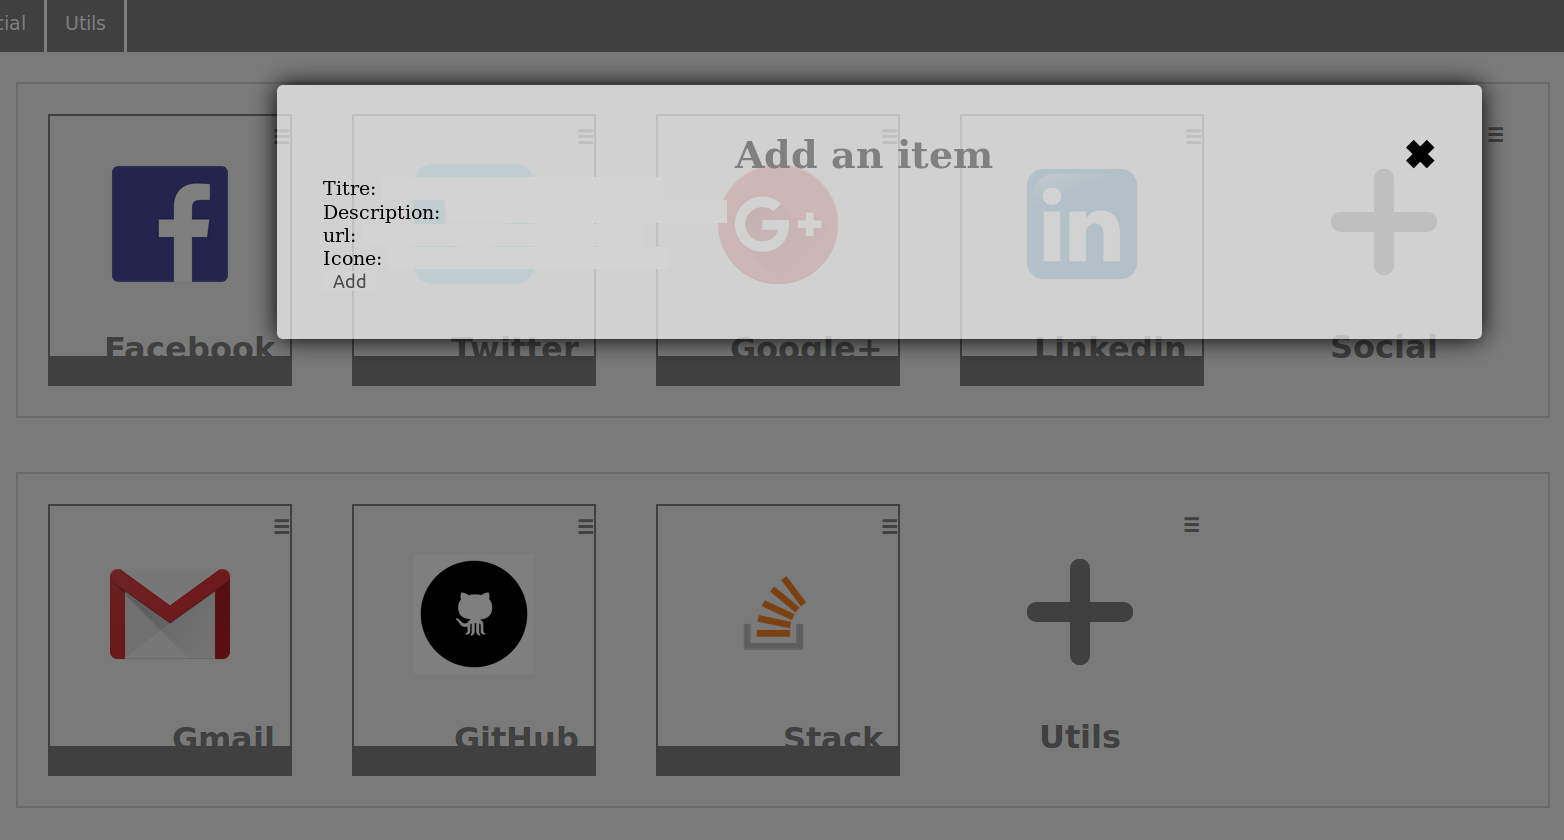 cial Utils
Add an item
Titre:
Description:
url:
Icone:
Add
Facebook Twitter Google+ Linkedin Social
Gmail GitHub Stack Utils